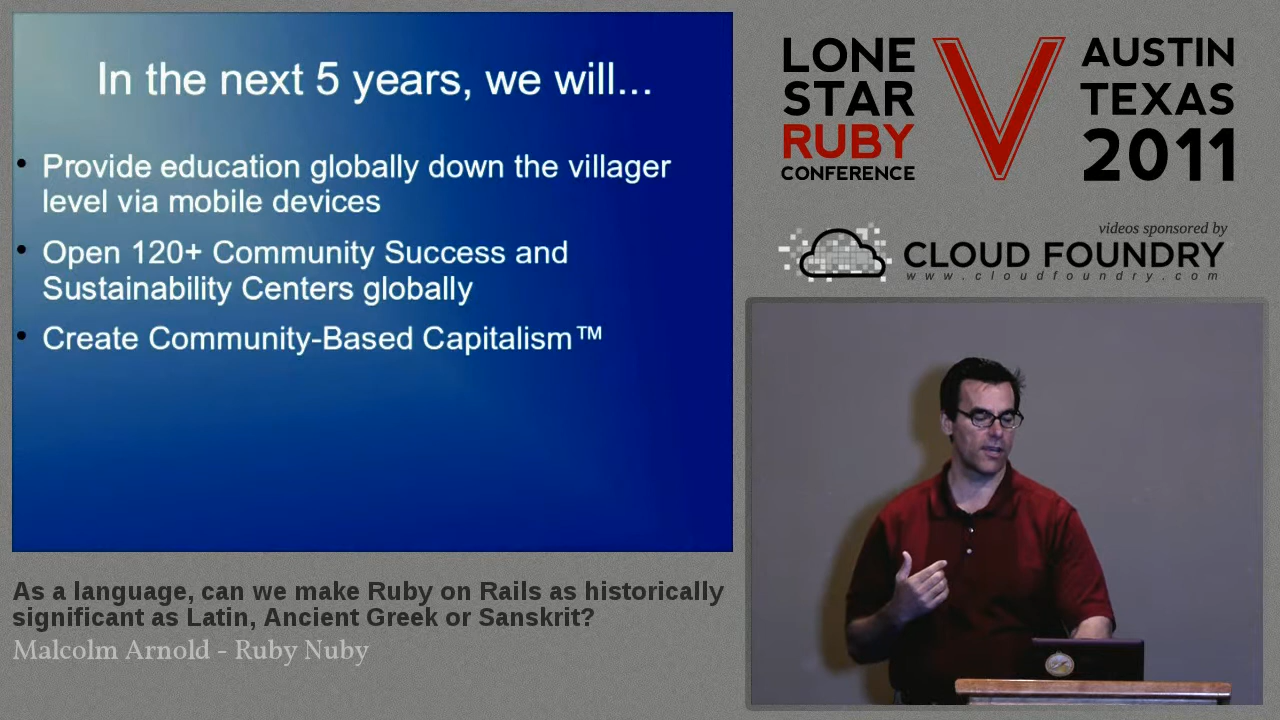 In the next 5 years, we will...
• Provide education globally down the villager
level via mobile devices
• Open 120+ Community Success and
Sustainability Centers globally
• Create Community-Based Capitalism™
As a language, can we make Ruby on Rails as historically
significant as Latin, Ancient Greek or Sanskrit?
Malcolm Arnold - Ruby Nuby
LONE
STAR
RUBY
CONFERENCE
V
AUSTIN
TEXAS
2011
videos sponsored by
CLOUD FOUNDRY
www.cloudfoundry.com